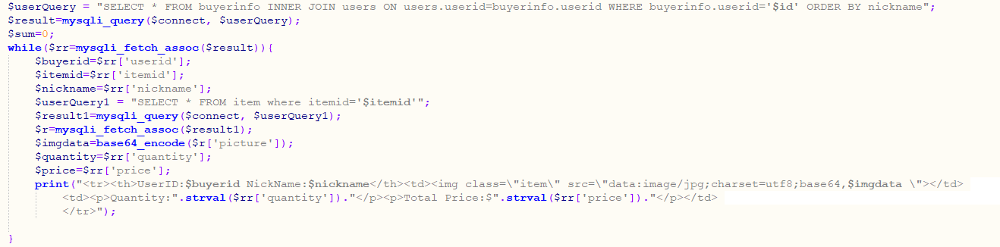 $userQuery = "SELECT * FROM buyerinfo INNER JOIN users ON users.userid=buyerinfo.userid WHERE buyerinfo.userid='$id' ORDER BY nickname";
$result=mysqli_query($connect, $userQuery);
$sum=0;
while($rr=mysqli_fetch_assoc($result)){
    $buyerid=$rr['userid'];
    $itemid=$rr['itemid'];
    $nickname=$rr['nickname'];
    $userQuery1 = "SELECT * FROM item where itemid='$itemid'";
    $result1=mysqli_query($connect, $userQuery1);
    $r=mysqli_fetch_assoc($result1);
    $imgdata=base64_encode($r['picture']);
    $quantity=$rr['quantity'];
    $price=$rr['price'];
    print("<tr><th>UserID:$buyerid NickName:$nickname</th><td><img class=\"item\" src=\"data:image/jpg;charset=utf8;base64,$imgdata \"></td>
        <td><p>Quantity:".strval($rr['quantity'])."</p><p>Total Price:$".strval($rr['price'])."</p></td>
        </tr>");
}